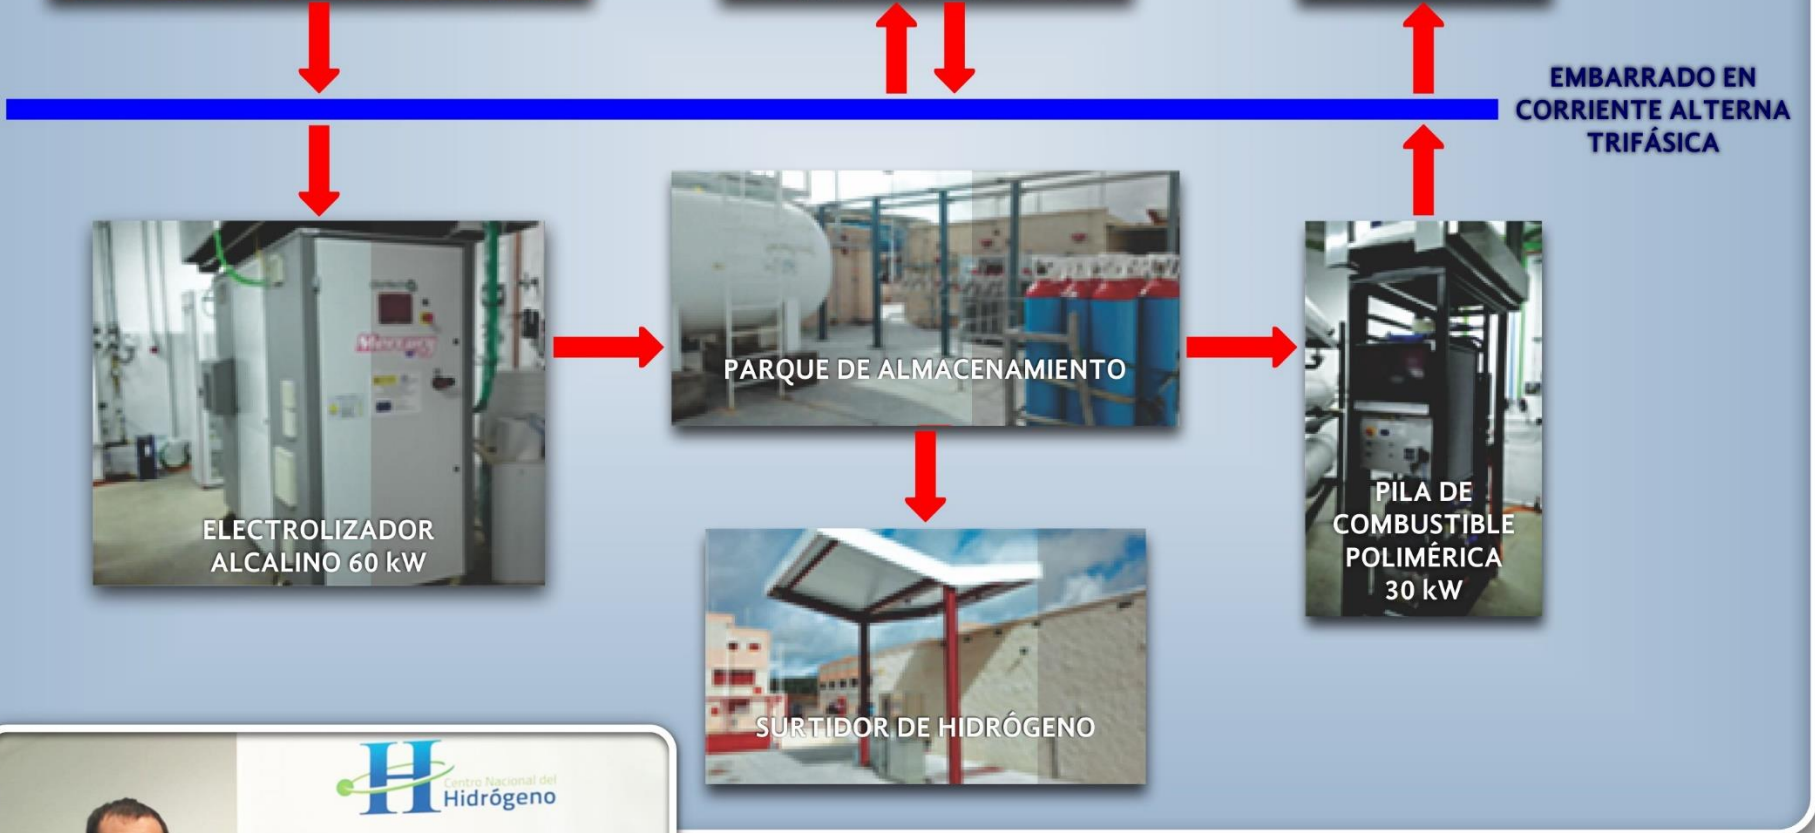 EMBARRADO EN
CORRIENTE ALTERNA
TRIFÁSICA
Mercury
PARQUE DE ALMACENAMIENTO
ELECTROLIZADOR
ALCALINO 60 kW
PILA DE
COMBUSTIBLE
POLIMÉRICA
30 kW
SURTIDOR DE HIDRÓGENO
H
Centro Nacional del
Hidrógeno